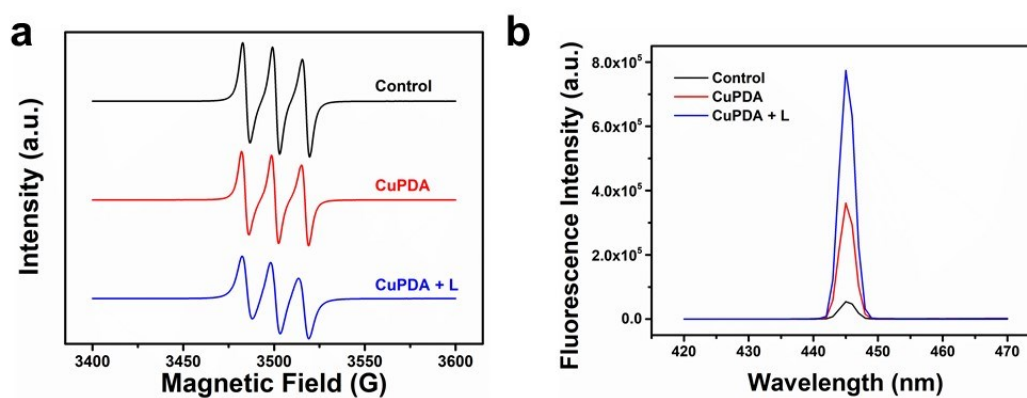 a
Intensity (a.u.)
Control
CuPDA
CuPDA + L
3400
3450
3500
3550
3600
Magnetic Field (G)
b
Fluorescence Intensity (a.u.)
8.0x10⁵
6.0x10⁵
4.0x10⁵
2.0x10⁵
0.0
Control
CuPDA
CuPDA + L
420
430
440
450
460
470
Wavelength (nm)